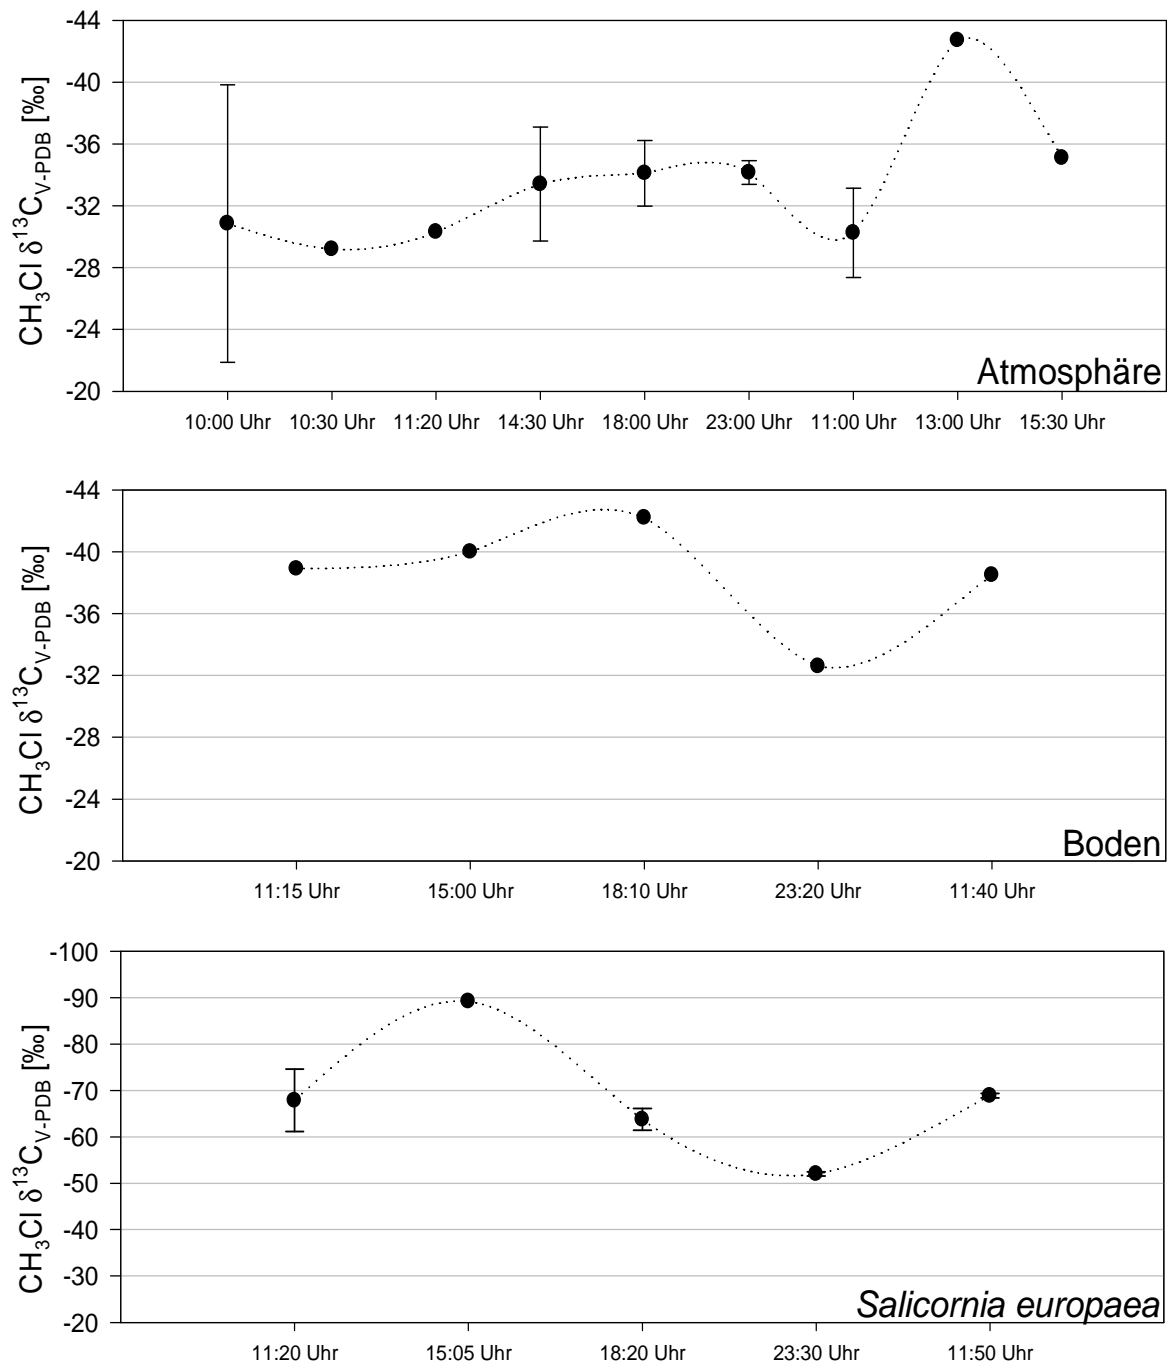 CH₃Cl δ¹³C V-PDB [‰]
-44
-40
-36
-32
-28
-24
-20
Atmosphäre
10:00 Uhr 10:30 Uhr 11:20 Uhr 14:30 Uhr 18:00 Uhr 23:00 Uhr 11:00 Uhr 13:00 Uhr 15:30 Uhr
CH₃Cl δ¹³C V-PDB [‰]
-44
-40
-36
-32
-28
-24
-20
Boden
11:15 Uhr 15:00 Uhr 18:10 Uhr 23:20 Uhr 11:40 Uhr
CH₃Cl δ¹³C V-PDB [‰]
-100
-90
-80
-70
-60
-50
-40
-30
-20
Salicornia europaea
11:20 Uhr 15:05 Uhr 18:20 Uhr 23:30 Uhr 11:50 Uhr